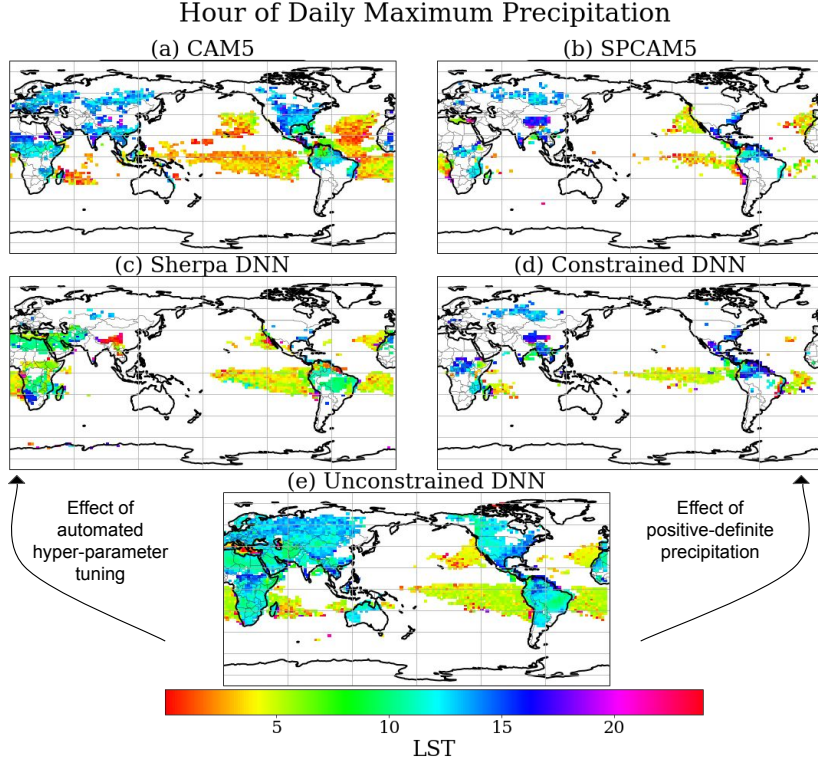 Hour of Daily Maximum Precipitation
(a) CAM5
(b) SPCAM5
(c) Sherpa DNN
(d) Constrained DNN
(e) Unconstrained DNN
Effect of
automated
hyper-parameter
tuning
Effect of
positive-definite
precipitation
5 10 15 20
LST